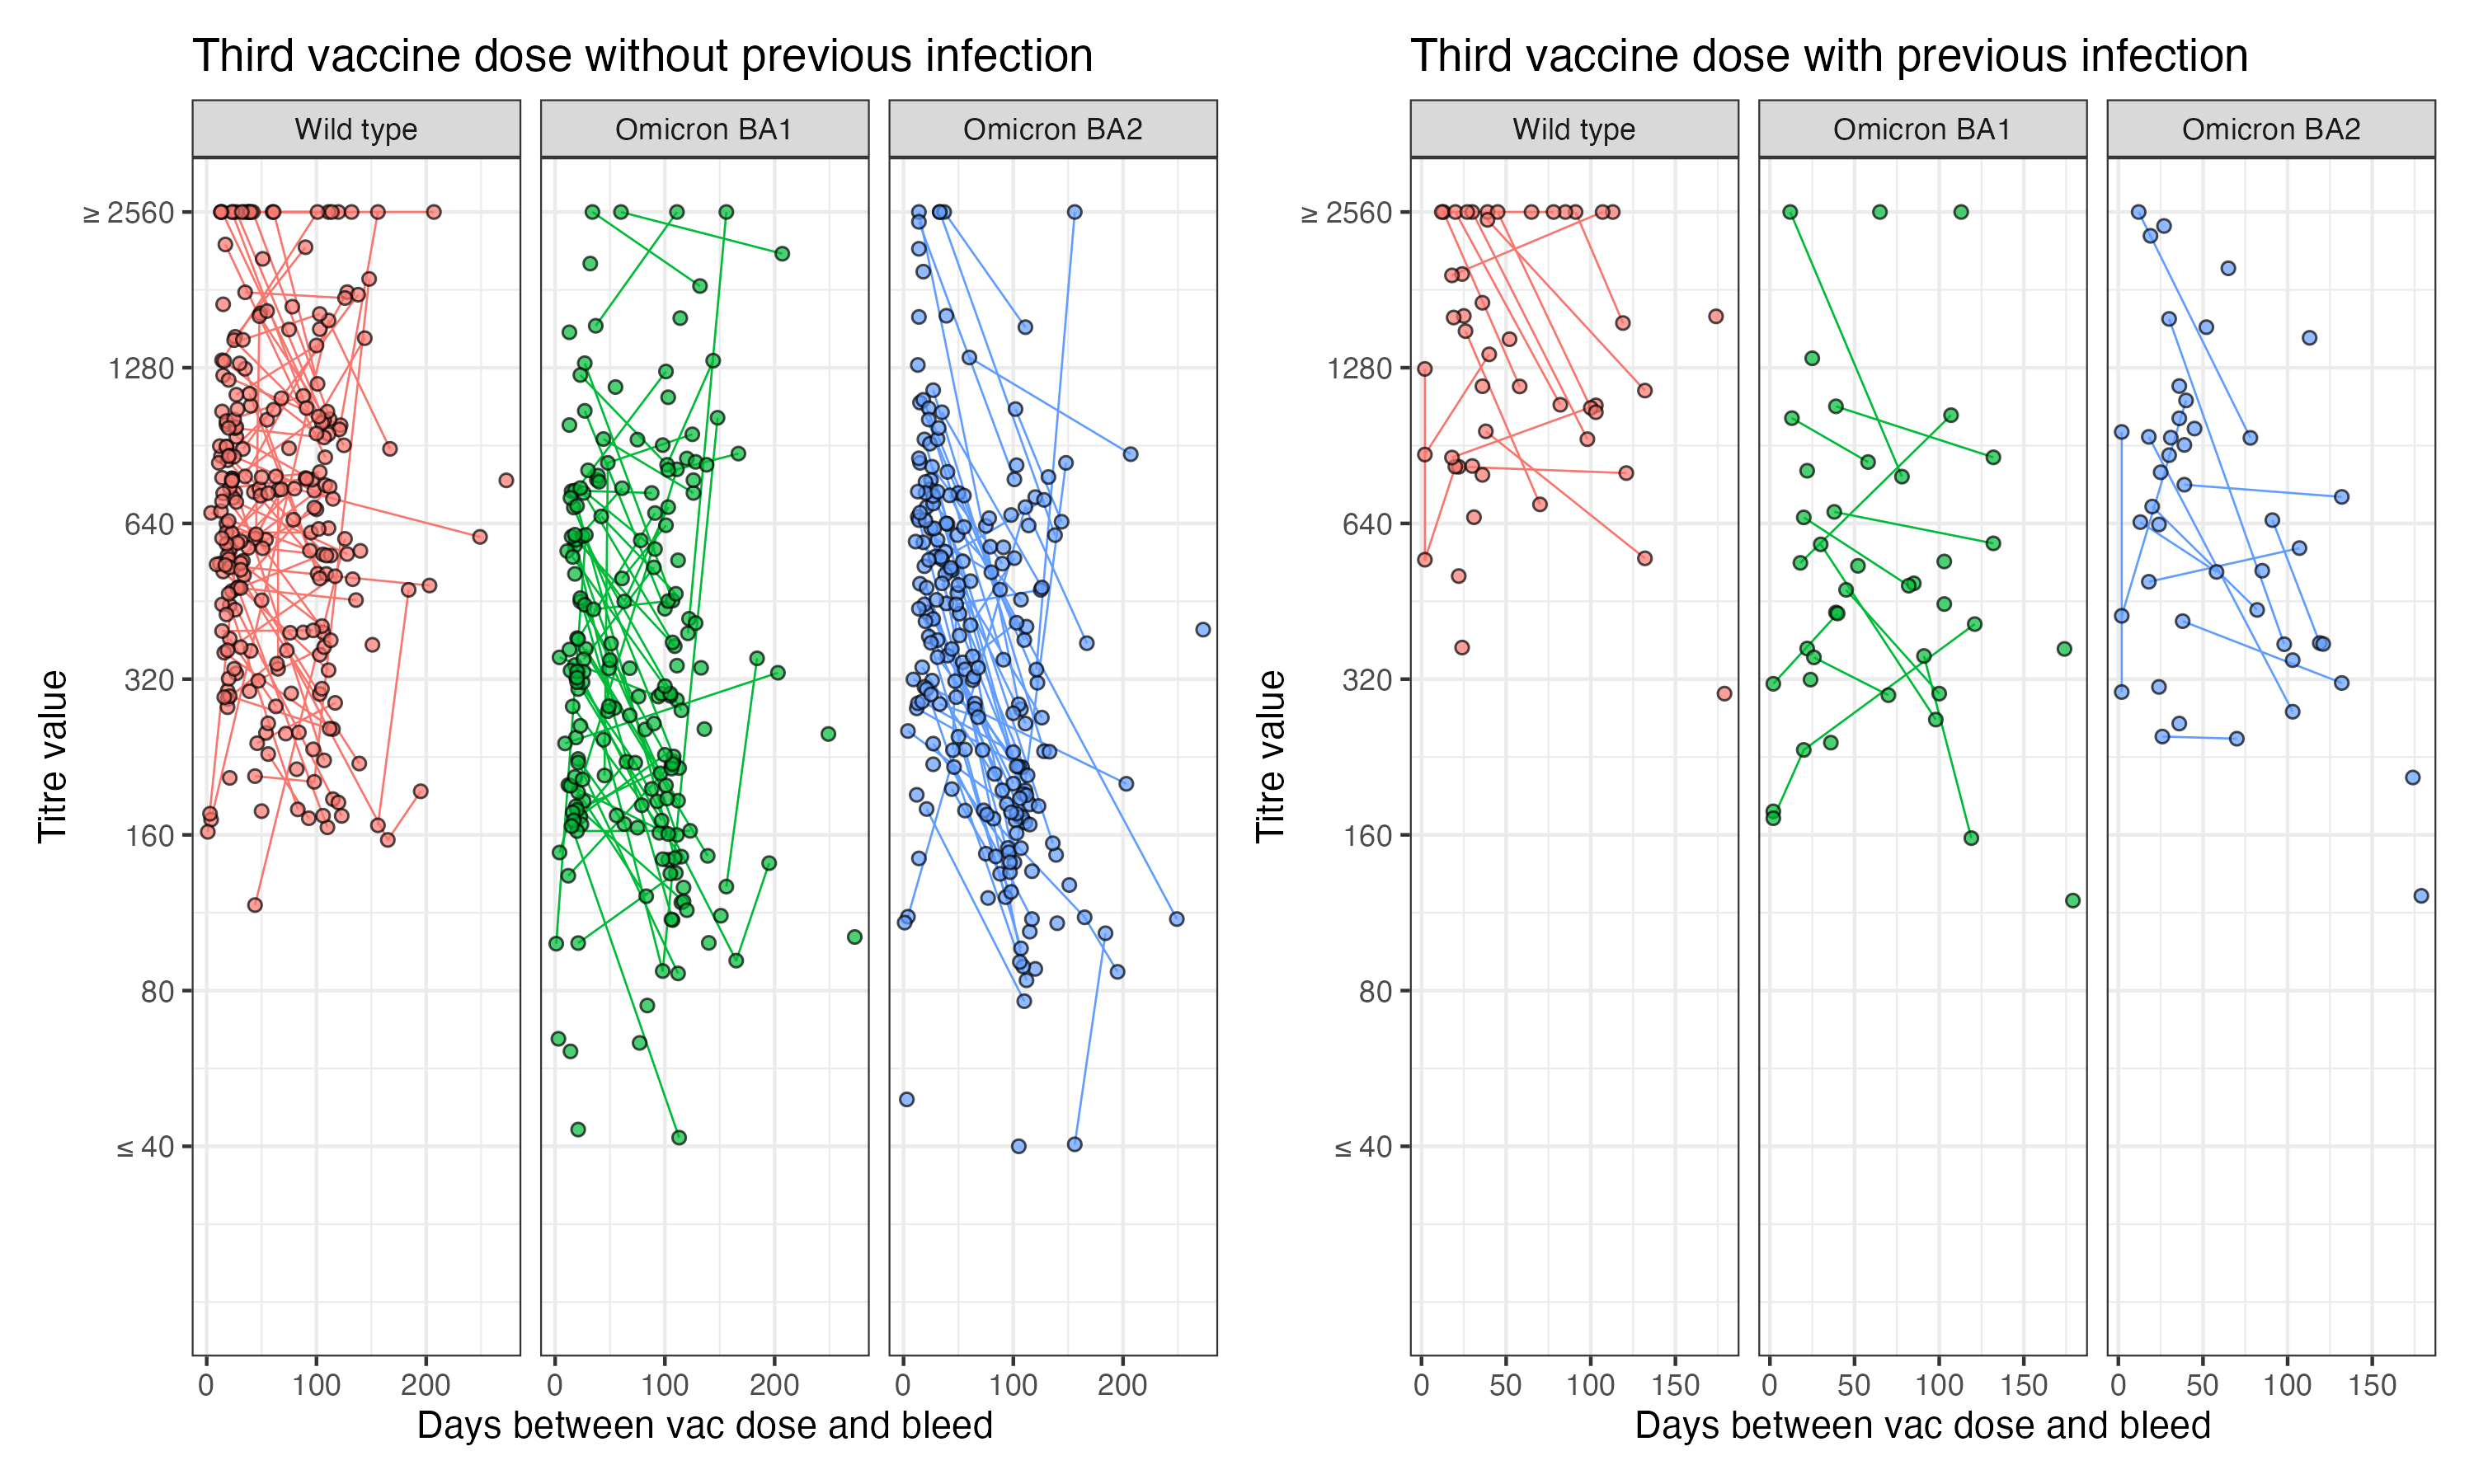 Third vaccine dose without previous infection
Third vaccine dose with previous infection
Wild type
Omicron BA1
Omicron BA2
Wild type
Omicron BA1
Omicron BA2
Titre value
≥ 2560
1280
640
320
160
80
≤ 40
Titre value
≥ 2560
1280
640
320
160
80
≤ 40
0 100 200
0 100 200
0 100 200
0 50 100 150
0 50 100 150
0 50 100 150
Days between vac dose and bleed
Days between vac dose and bleed